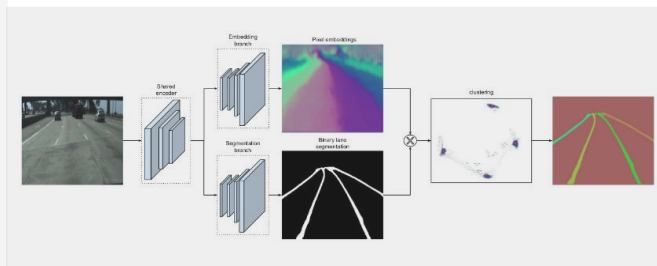 Embedding
branch
Pixel embeddings
Shared
encoder
clustering
Segmentation
branch
Binary lane
segmentation